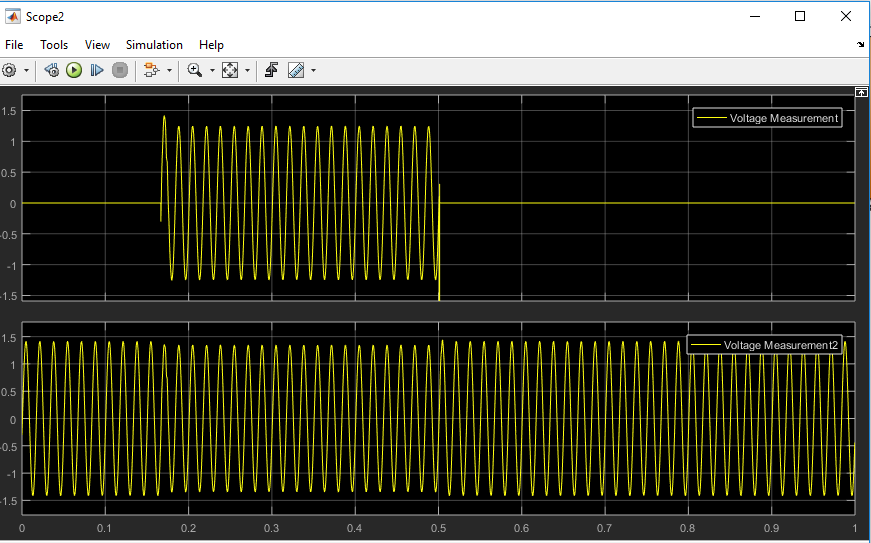 Scope2
File Tools View Simulation Help
Voltage Measurement
1.5
1
0.5
0
-0.5
-1
-1.5
Voltage Measurement2
1.5
1
0.5
0
-0.5
-1
-1.5
0 0.1 0.2 0.3 0.4 0.5 0.6 0.7 0.8 0.9 1